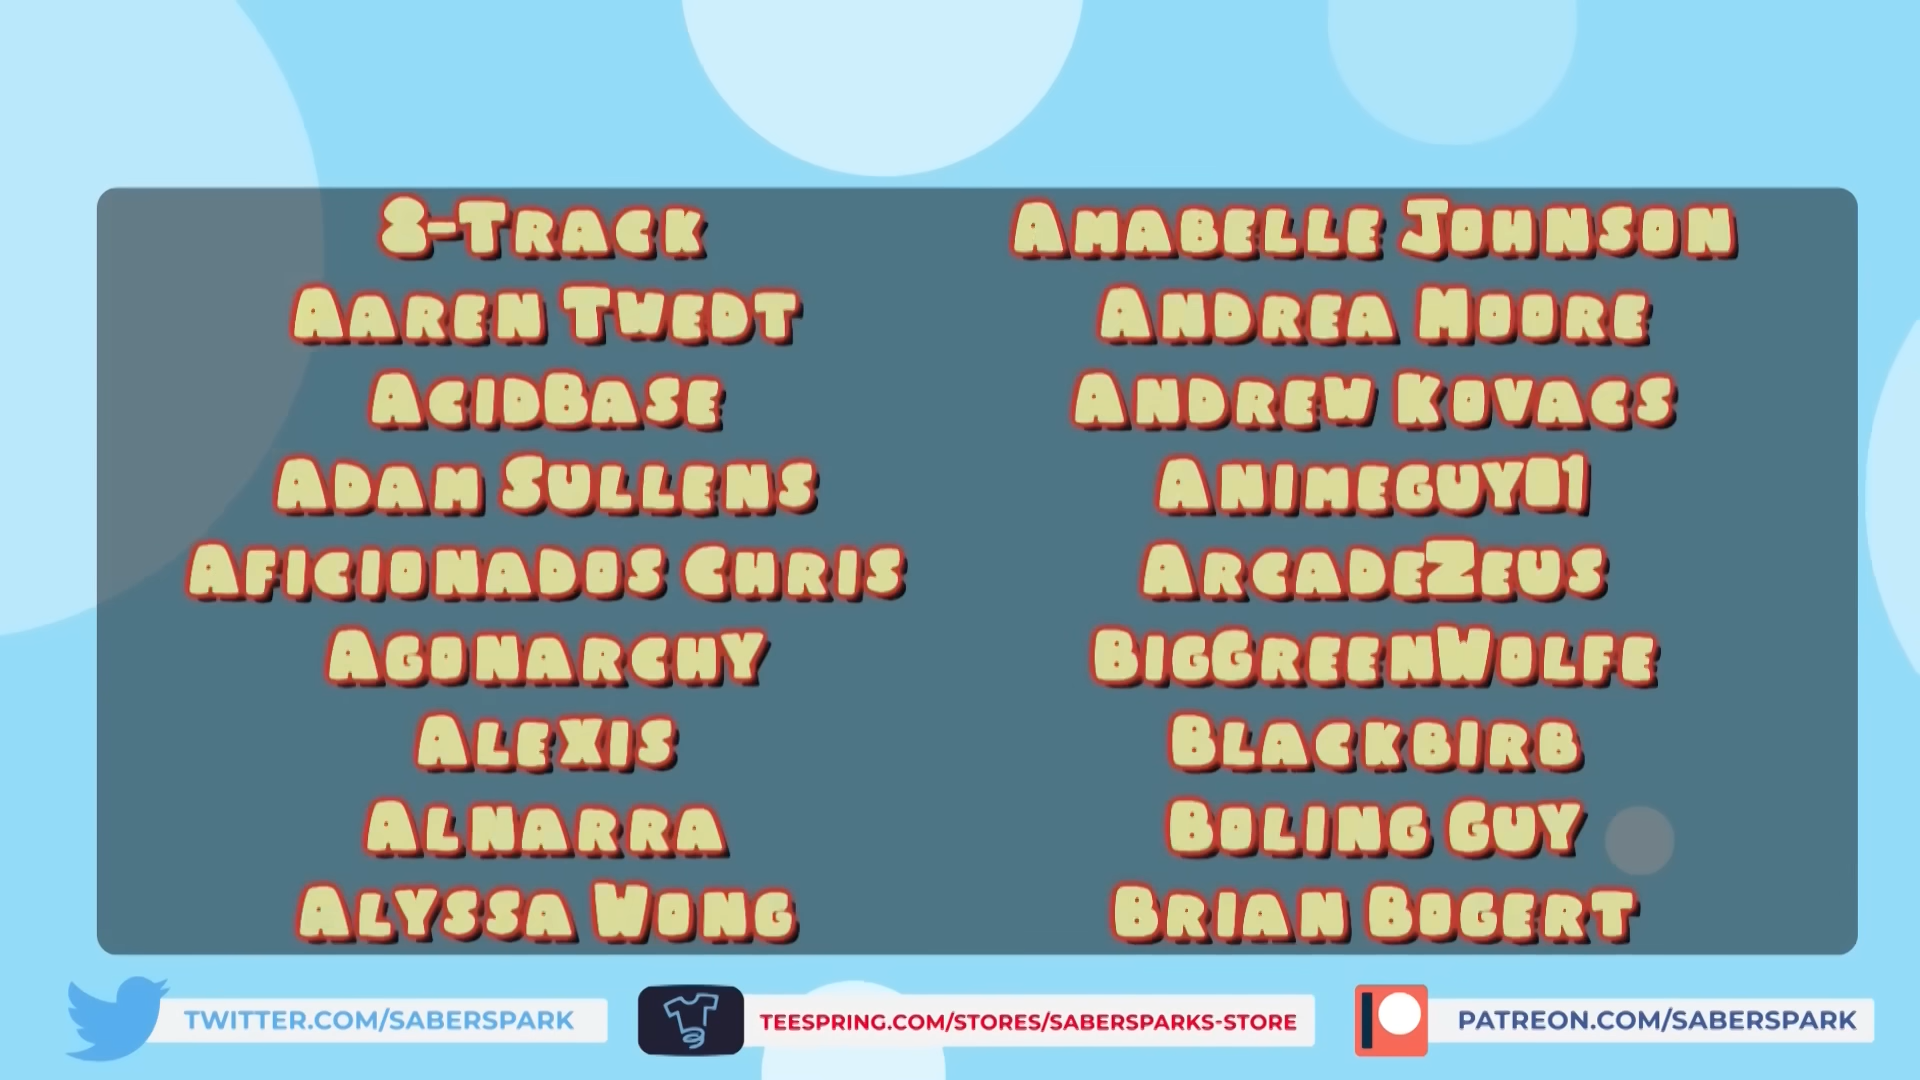 8-Track
Aaren Twedt
AcidBase
Adam Sullens
Aficionados Chris
Agonarchy
Alexis
Alnarra
Alyssa Wong
Amabelle Johnson
Andrea Moore
Andrew Kovacs
Animeguy01
ArcadeZeus
BigGreenWolfe
Blackbirb
Boling Guy
Brian Bogert
TWITTER.COM/SABERSPARK
TEESPRING.COM/STORES/SABERSPARKS-STORE
PATREON.COM/SABERSPARK